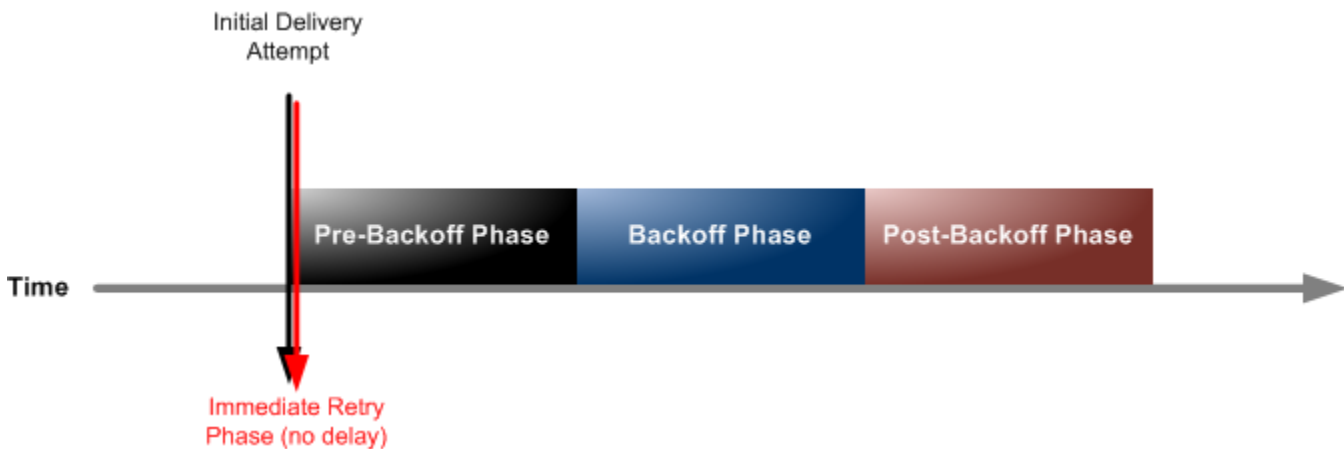 Initial Delivery
Attempt
Pre-Backoff Phase
Backoff Phase
Post-Backoff Phase
Time
Immediate Retry
Phase (no delay)